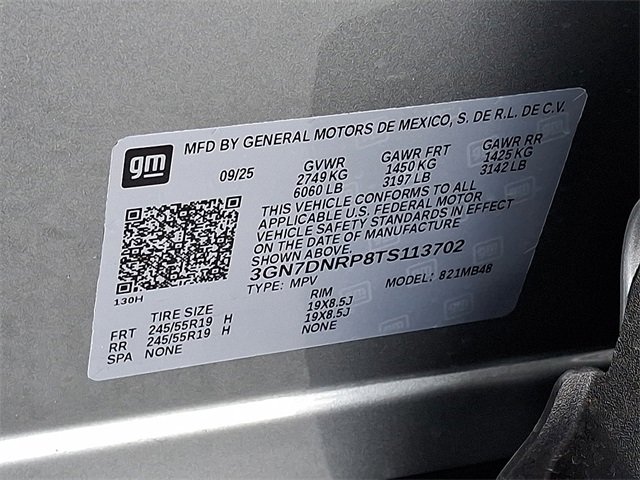 gm
MFD BY GENERAL MOTORS DE MEXICO, S. DE R.L. DE C.V.
09/25
GVWR GAWR FRT GAWR RR
2749 KG 1450 KG 1425 KG
6060 LB 3197 LB 3142 LB
THIS VEHICLE CONFORMS TO ALL
APPLICABLE U.S. FEDERAL MOTOR
VEHICLE SAFETY STANDARDS IN EFFECT
ON THE DATE OF MANUFACTURE
SHOWN ABOVE.
3GN7DNRP8TS113702
TYPE: MPV MODEL: 821MB48
130H
TIRE SIZE RIM
FRT 245/55R19 H 19X8.5J
RR 245/55R19 H 19X8.5J
SPA NONE NONE